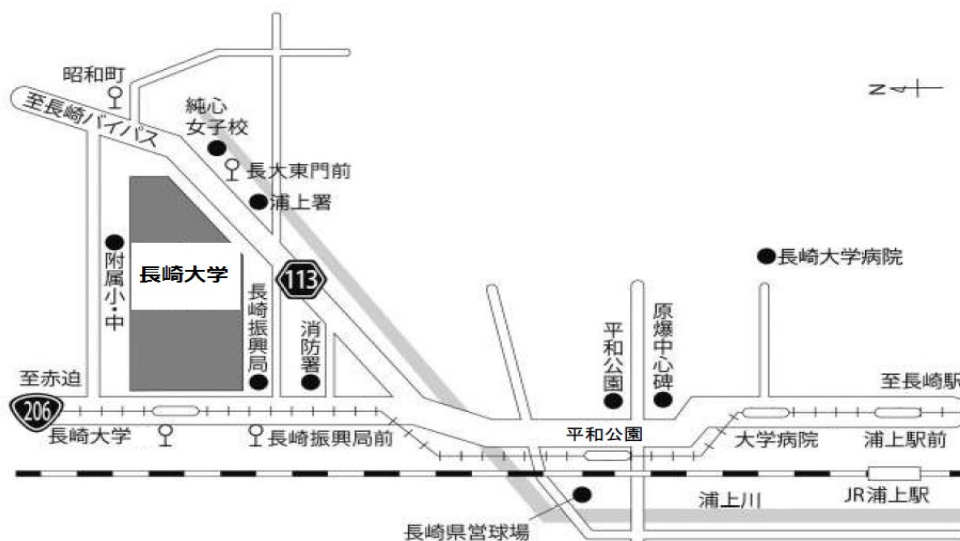 昭和町
至長崎バイパス
純心
女子校
長大東門前
浦上署
N
長崎大学病院
附属小・中
長崎大学
113
長崎振興局
消防署
平和公園
原爆中心碑
至赤迫
至長崎駅
206
長崎大学
長崎振興局前
平和公園
大学病院
浦上駅前
浦上川
JR浦上駅
長崎県営球場